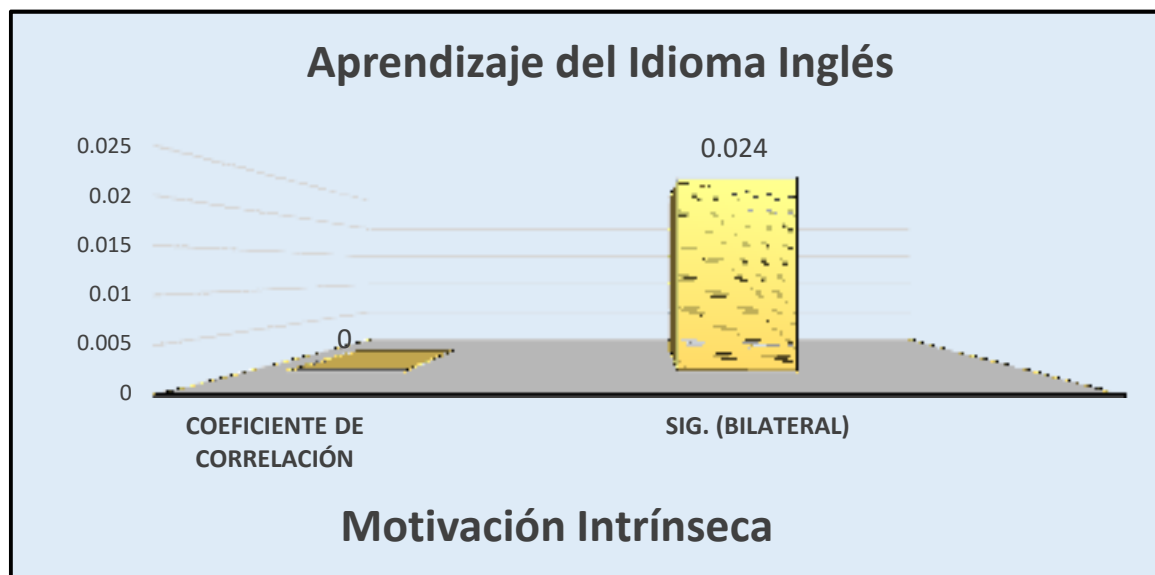 Aprendizaje del Idioma Inglés
0.025
0.024
0.02
0.015
0.01
0.005
0
0
COEFICIENTE DE
CORRELACIÓN
SIG. (BILATERAL)
Motivación Intrínseca